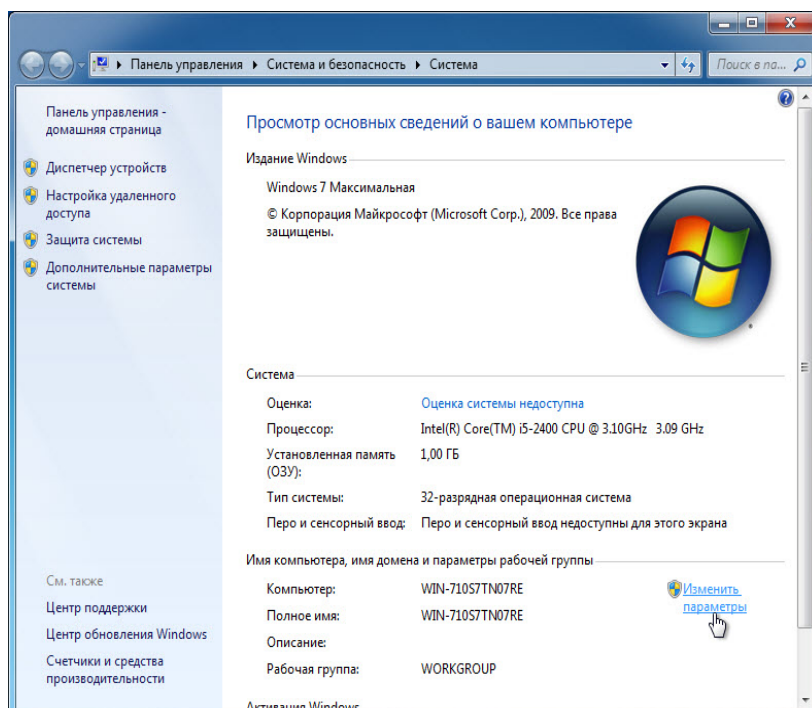 Панель управления ▸ Система и безопасность ▸ Система
Поиск в па...
Панель управления -
домашняя страница
Диспетчер устройств
Настройка удаленного
доступа
Защита системы
Дополнительные параметры
системы
См. также
Центр поддержки
Центр обновления Windows
Счетчики и средства
производительности
Просмотр основных сведений о вашем компьютере
Издание Windows
Windows 7 Максимальная
© Корпорация Майкрософт (Microsoft Corp.), 2009. Все права
защищены.
Система
Оценка: Оценка системы недоступна
Процессор: Intel(R) Core(TM) i5-2400 CPU @ 3.10GHz 3.09 GHz
Установленная память 1,00 ГБ
(ОЗУ):
Тип системы: 32-разрядная операционная система
Перо и сенсорный ввод: Перо и сенсорный ввод недоступны для этого экрана
Имя компьютера, имя домена и параметры рабочей группы
Компьютер: WIN-710S7TN07RE Изменить
параметры
Полное имя: WIN-710S7TN07RE
Описание:
Рабочая группа: WORKGROUP
Активация Windows